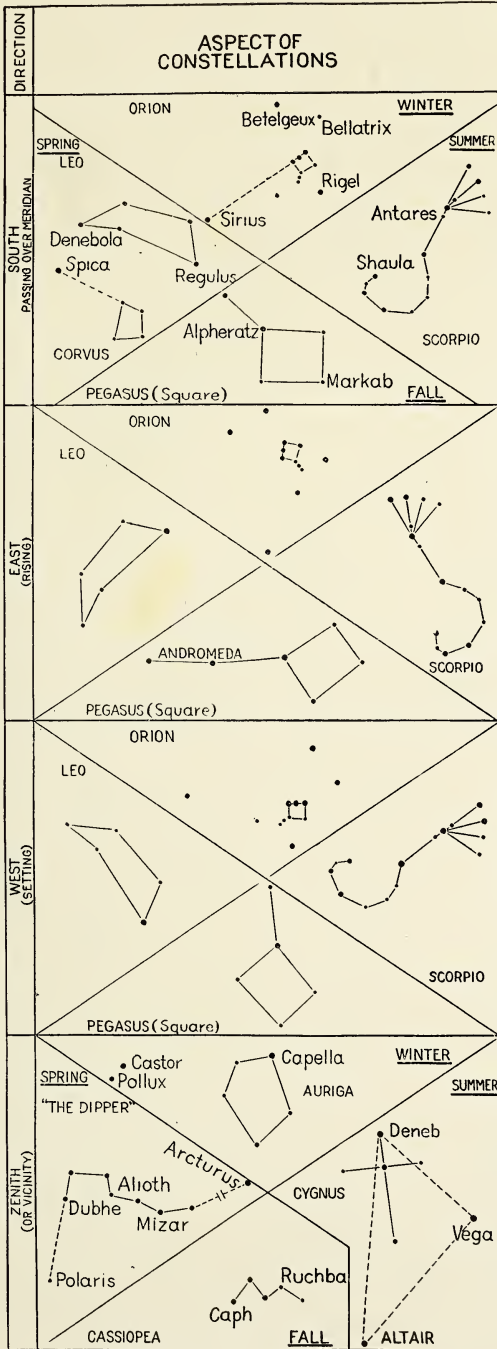 DIRECTION
ASPECT OF
CONSTELLATIONS
SOUTH
PASSING OVER MERIDIAN
ORION
WINTER
Betelgeux
Bellatrix
SPRING
LEO
SUMMER
Rigel
Sirius
Antares
Denebola
Spica
Regulus
Shaula
Alpheratz
CORVUS
SCORPIO
Markab
PEGASUS (Square)
FALL
EAST
(RISING)
ORION
LEO
ANDROMEDA
SCORPIO
PEGASUS (Square)
WEST
(SETTING)
ORION
LEO
SCORPIO
PEGASUS (Square)
ZENITH
(OR VICINITY)
Castor
Capella
WINTER
SPRING
Pollux
AURIGA
SUMMER
"THE DIPPER"
Deneb
Arcturus
Alioth
CYGNUS
Dubhe
Mizar
Vega
Polaris
Ruchba
Caph
CASSIOPEA
FALL
ALTAIR